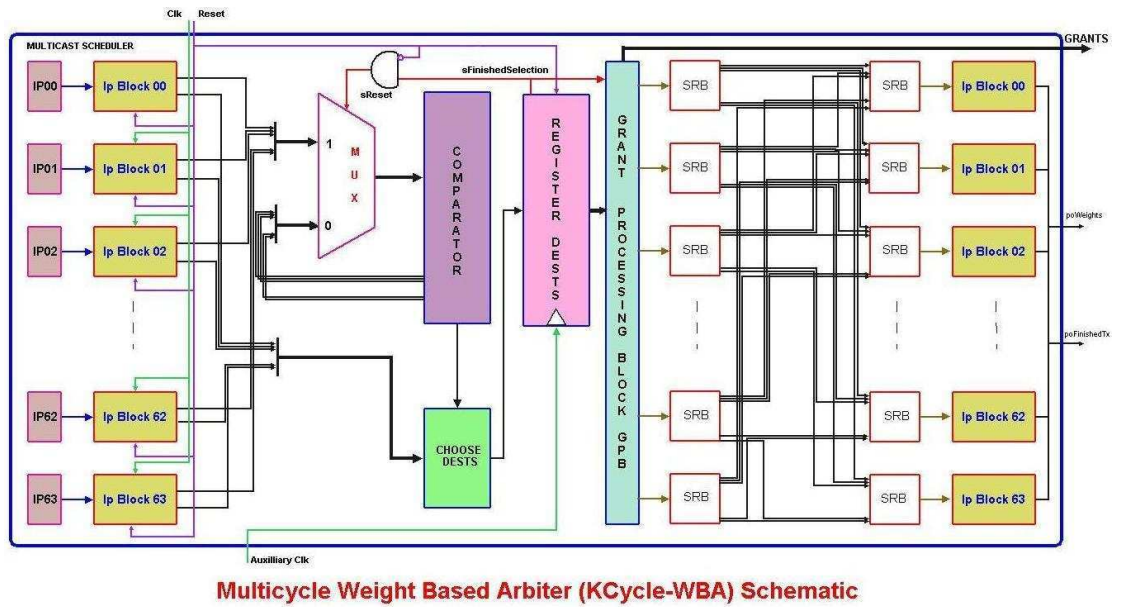 Clk Reset
MULTICAST SCHEDULER
GRANTS
IP00
Ip Block 00
IP01
Ip Block 01
IP02
Ip Block 02
IP62
Ip Block 62
IP63
Ip Block 63
sReset
sFinishedSelection
1
MUX
0
COMPARATOR
CHOOSE
DESTS
REGISTER DESTS
GRANT PROCESSING BLOCK GPB
SRB
SRB
SRB
SRB
SRB
SRB
SRB
SRB
SRB
SRB
Ip Block 00
Ip Block 01
Ip Block 02
Ip Block 62
Ip Block 63
poWeights
poFinishedTx
Auxilliary Clk
Multicycle Weight Based Arbiter (KCycle-WBA) Schematic